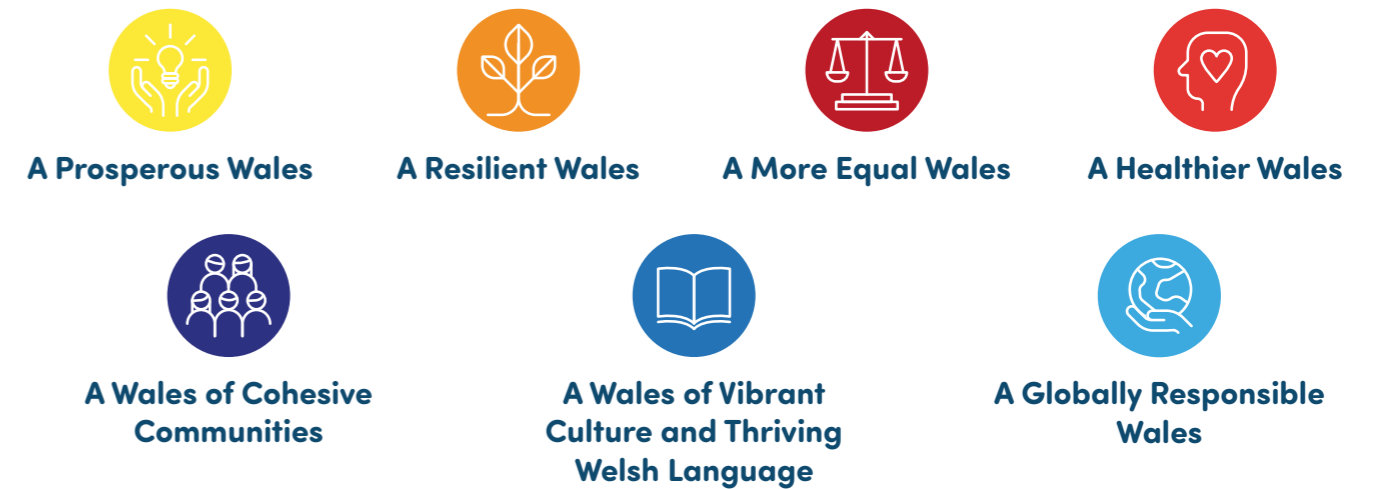 A Prosperous Wales
A Resilient Wales
A More Equal Wales
A Healthier Wales
A Wales of Cohesive
Communities
A Wales of Vibrant
Culture and Thriving
Welsh Language
A Globally Responsible
Wales